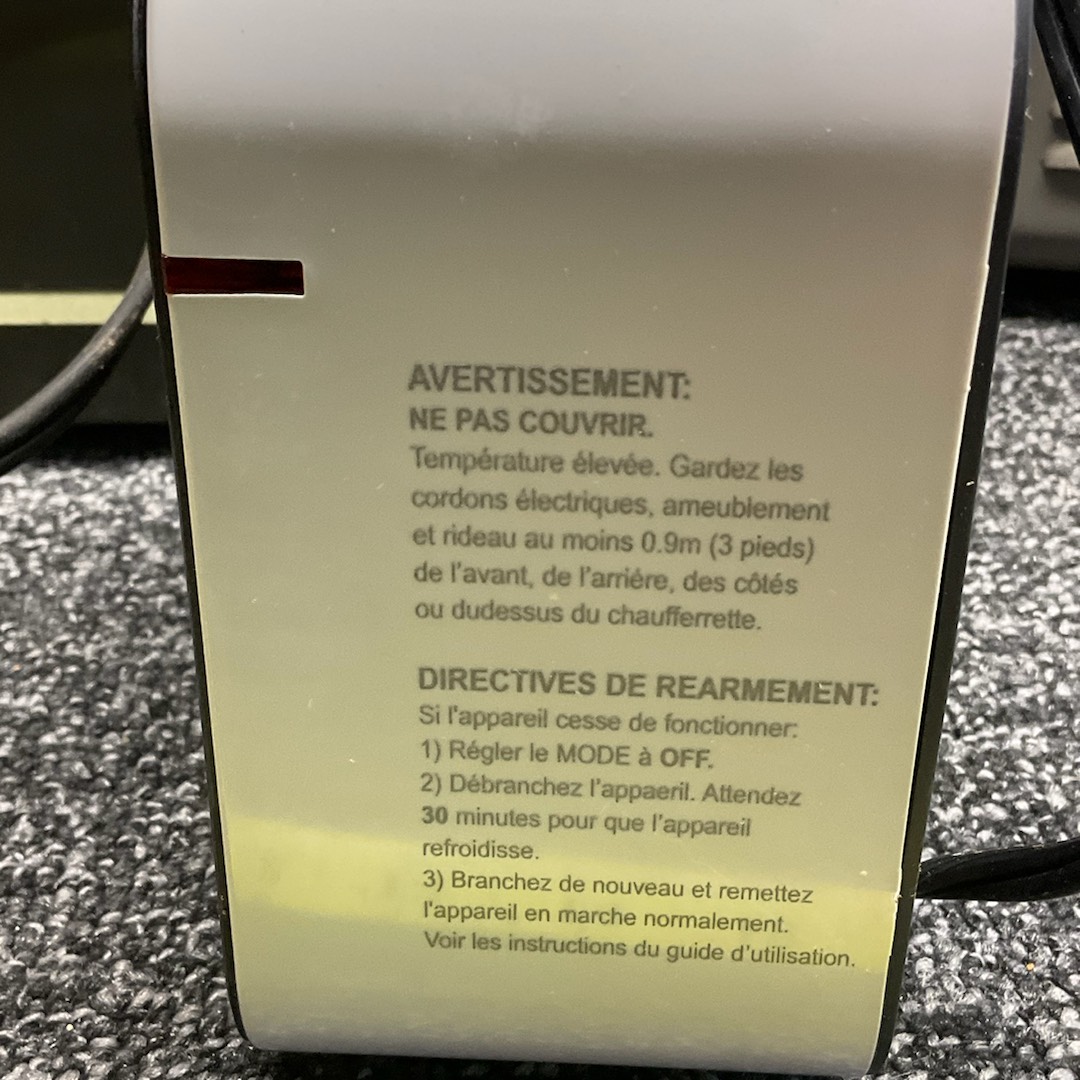 AVERTISSEMENT:
NE PAS COUVRIR.
Température élevée. Gardez les
cordons électriques, ameublement
et rideau au moins 0.9m (3 pieds)
de l'avant, de l'arriére, des côtés
ou dudessus du chaufferrette.
DIRECTIVES DE REARMEMENT:
Si l'appareil cesse de fonctionner:
1) Régler le MODE à OFF.
2) Débranchez l'appaeril. Attendez
30 minutes pour que l'appareil
refroidisse.
3) Branchez de nouveau et remettez
l'appareil en marche normalement.
Voir les instructions du guide d'utilisation.